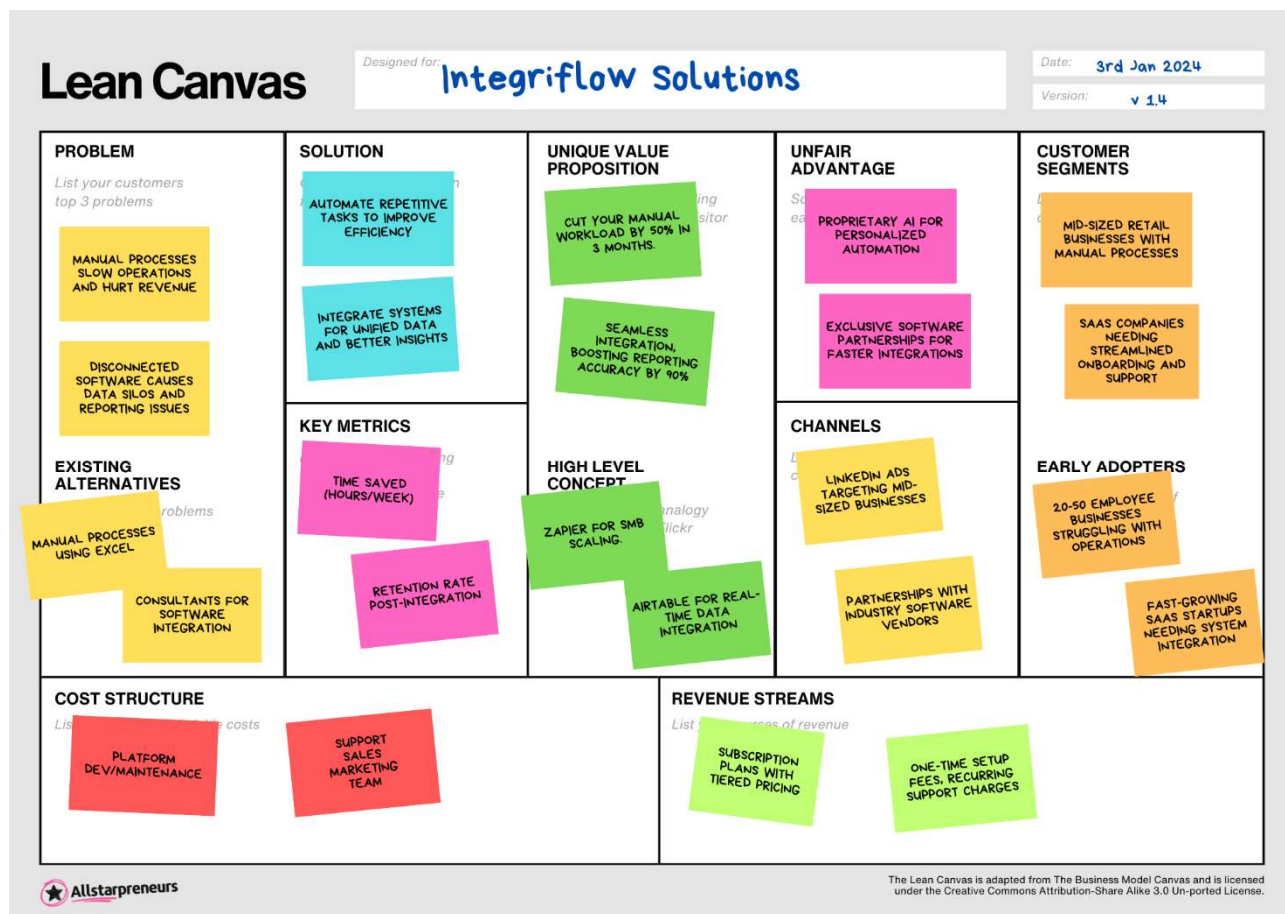 Lean Canvas
Designed for:
Integriflow Solutions
Date:
3rd Jan 2024
Version:
v 1.4
PROBLEM
List your customers
top 3 problems
MANUAL PROCESSES
SLOW OPERATIONS
AND HURT REVENUE
DISCONNECTED
SOFTWARE CAUSES
DATA SILOS AND
REPORTING ISSUES
EXISTING
ALTERNATIVES
MANUAL PROCESSES
USING EXCEL
CONSULTANTS FOR
SOFTWARE
INTEGRATION
SOLUTION
AUTOMATE REPETITIVE
TASKS TO IMPROVE
EFFICIENCY
INTEGRATE SYSTEMS
FOR UNIFIED DATA
AND BETTER INSIGHTS
KEY METRICS
TIME SAVED
(HOURS/WEEK)
RETENTION RATE
POST-INTEGRATION
UNIQUE VALUE
PROPOSITION
CUT YOUR MANUAL
WORKLOAD BY 50% IN
3 MONTHS.
SEAMLESS
INTEGRATION,
BOOSTING REPORTING
ACCURACY BY 90%
HIGH LEVEL
CONCEPT
analogy
ZAPIER FOR SMB
SCALING.
AIRTABLE FOR REAL-
TIME DATA
INTEGRATION
UNFAIR
ADVANTAGE
PROPRIETARY AI FOR
PERSONALIZED
AUTOMATION
EXCLUSIVE SOFTWARE
PARTNERSHIPS FOR
FASTER INTEGRATIONS
CHANNELS
LINKEDIN ADS
TARGETING MID-
SIZED BUSINESSES
PARTNERSHIPS WITH
INDUSTRY SOFTWARE
VENDORS
CUSTOMER
SEGMENTS
MID-SIZED RETAIL
BUSINESSES WITH
MANUAL PROCESSES
SAAS COMPANIES
NEEDING
STREAMLINED
ONBOARDING AND
SUPPORT
EARLY ADOPTERS
20-50 EMPLOYEE
BUSINESSES
STRUGGLING WITH
OPERATIONS
FAST-GROWING
SAAS STARTUPS
NEEDING SYSTEM
INTEGRATION
COST STRUCTURE
costs
PLATFORM
DEV/MAINTENANCE
SUPPORT
SALES
MARKETING
TEAM
REVENUE STREAMS
List of revenue
SUBSCRIPTION
PLANS WITH
TIERED PRICING
ONE-TIME SETUP
FEES, RECURRING
SUPPORT CHARGES
Allstarpreneurs
The Lean Canvas is adapted from The Business Model Canvas and is licensed
under the Creative Commons Attribution-Share Alike 3.0 Un-ported License.